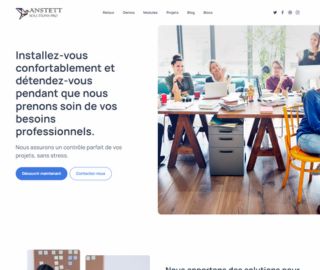 ANSTETT
SOLUTIONS PRO
Retour
Demos
Modules
Projets
Blog
Blocs
Installez-vous
confortablement et
détendez-vous
pendant que nous
prenons soin de vos
besoins
professionnels.
Nous assurons un contrôle parfait de vos
projets, sans stress.
Découvrir maintenant
Contactez-nous
Nous apportons des solutions pour